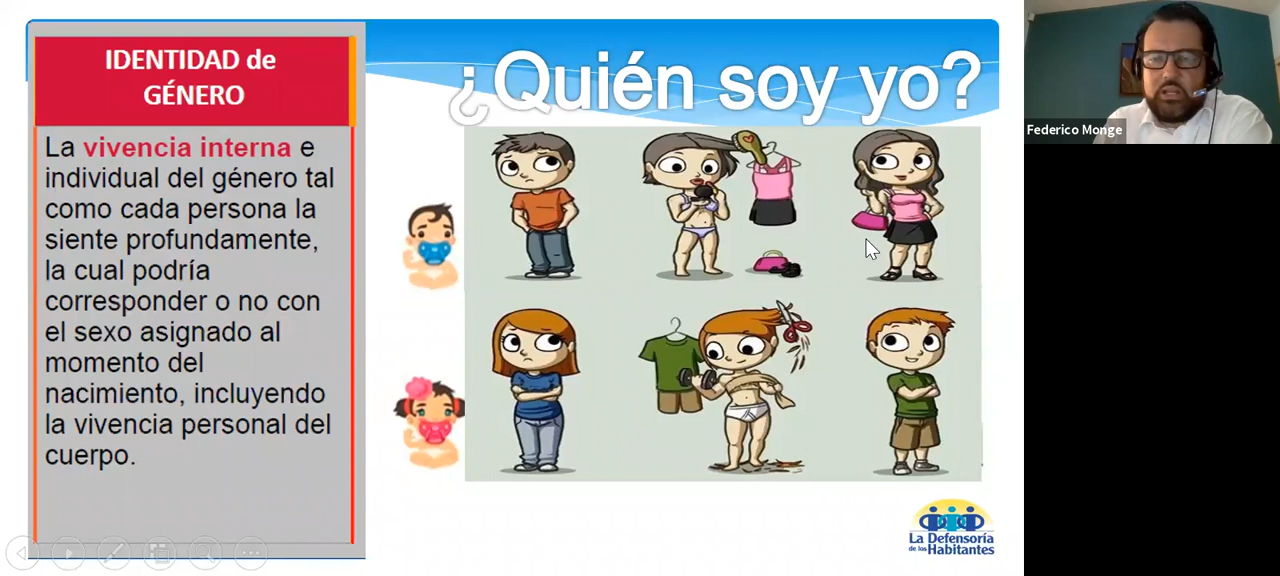 IDENTIDAD de
GÉNERO
La vivencia interna e
individual del género tal
como cada persona la
siente profundamente,
la cual podría
corresponder o no con
el sexo asignado al
momento del
nacimiento, incluyendo
la vivencia personal del
cuerpo.
¿Quién soy yo?
La Defensoría
de los Habitantes
Federico Monge